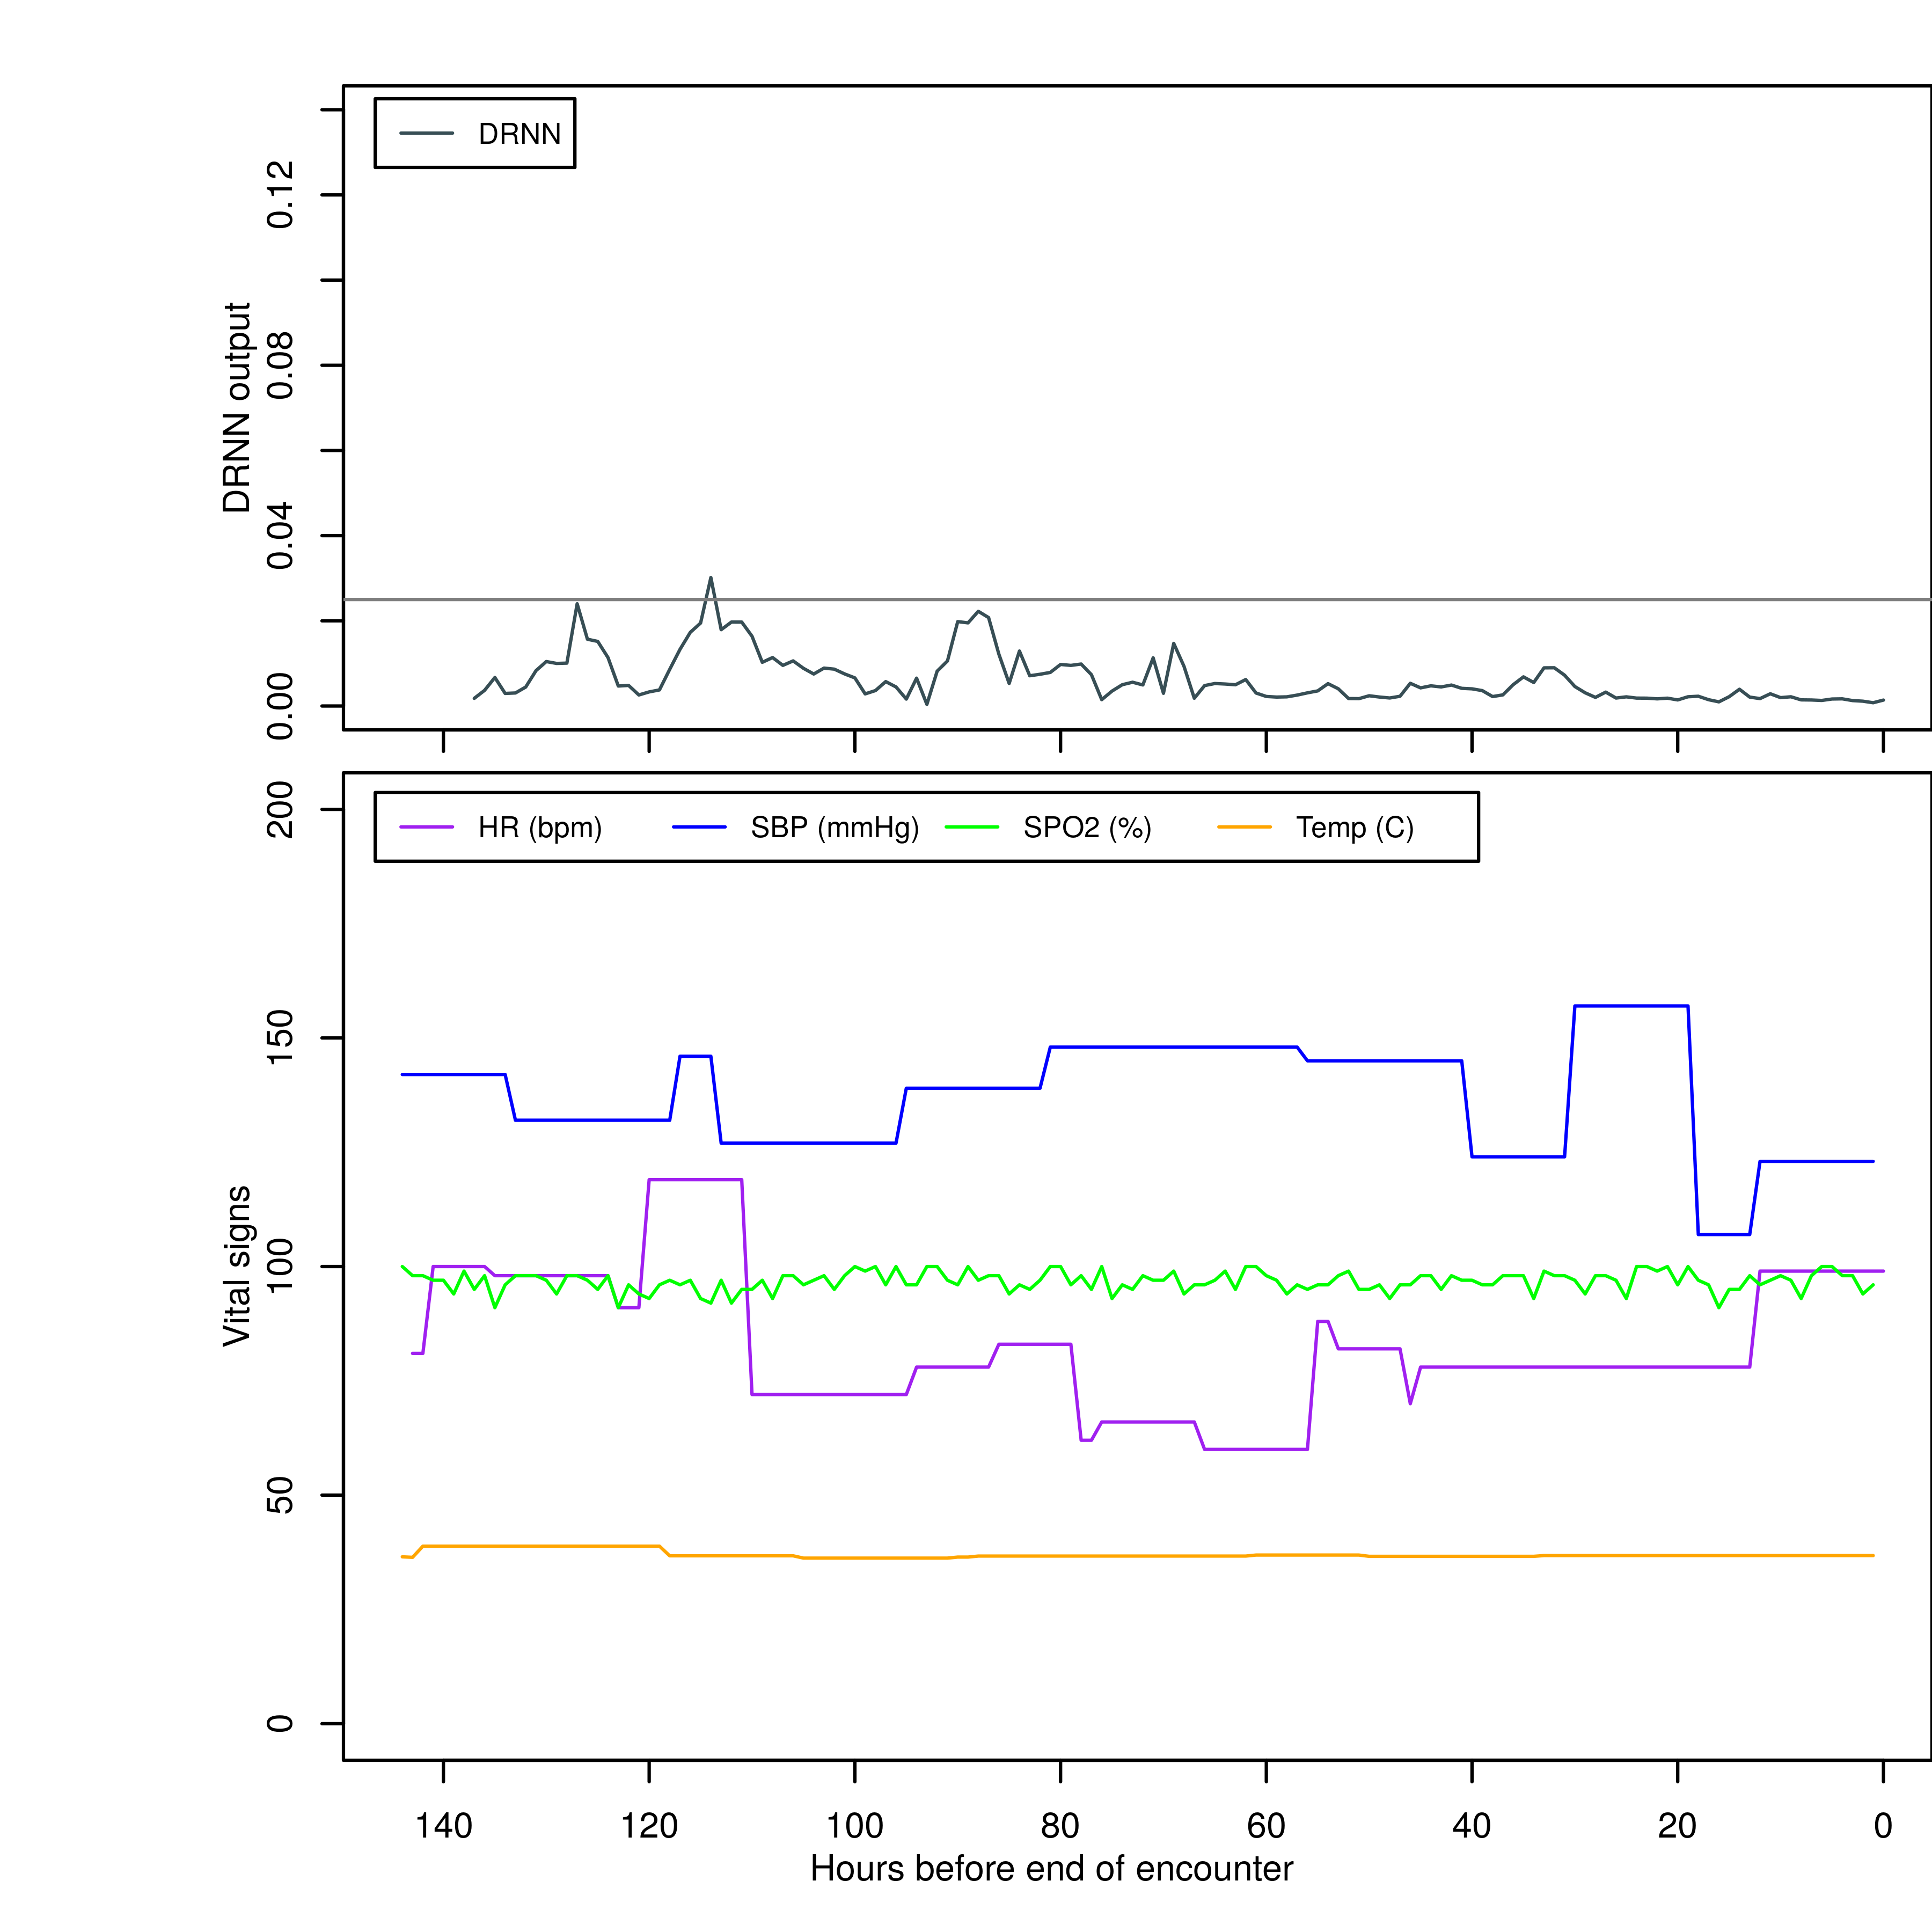 DRNN
0.12
0.08
0.04
0.00
DRNN output
HR (bpm) SBP (mmHg) SPO2 (%) Temp (C)
200
150
100
50
0
Vital signs
140 120 100 80 60 40 20 0
Hours before end of encounter